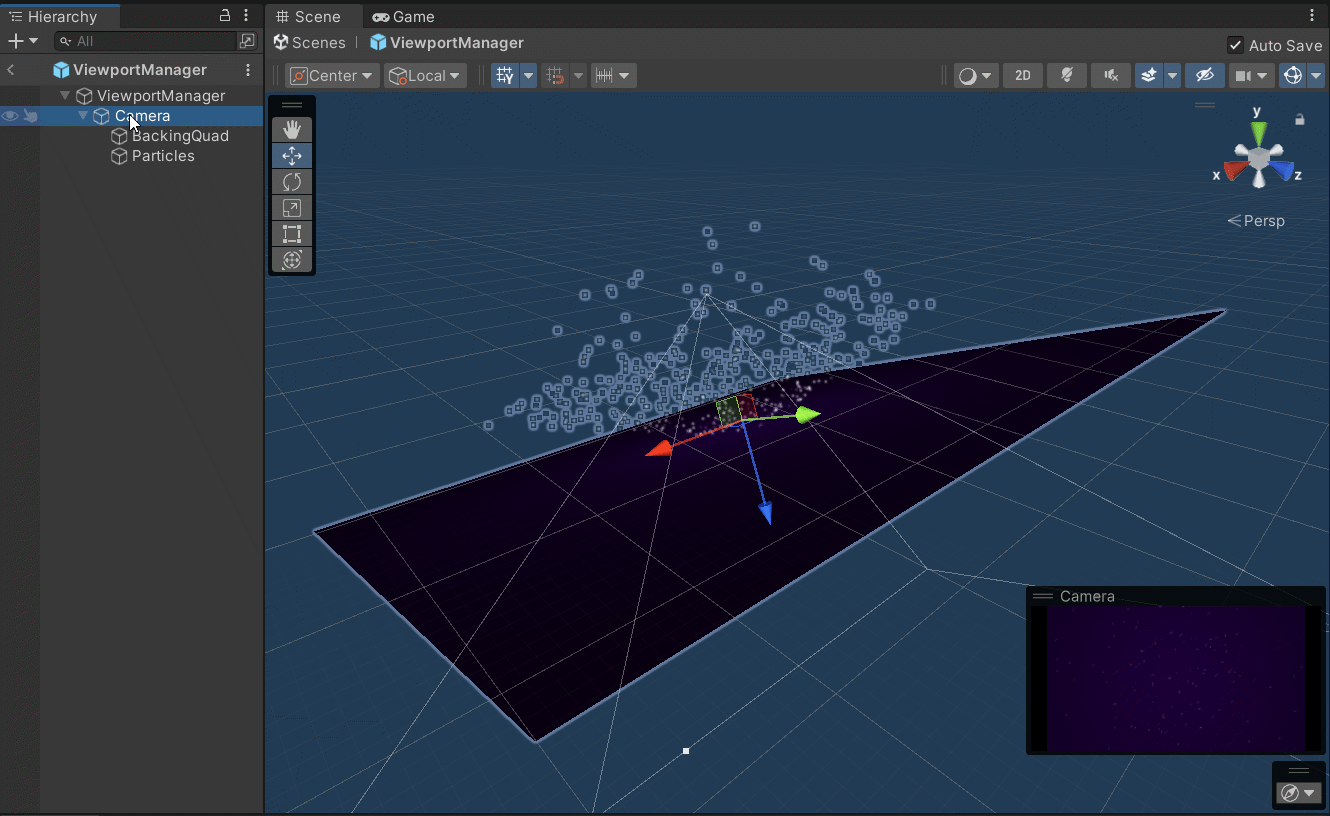 Hierarchy
All
ViewportManager
ViewportManager
Camera
BackingQuad
Particles
Scene
Game
Scenes
ViewportManager
Auto Save
Center
Local
2D
y
x
z
Persp
Camera